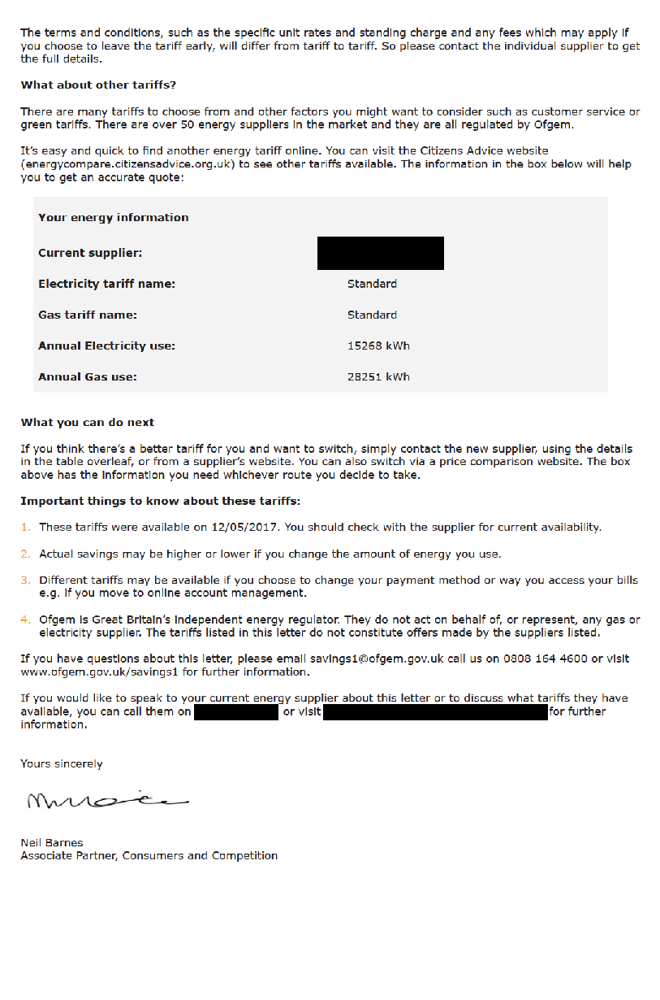 The terms and conditions, such as the specific unit rates and standing charge and any fees which may apply if
you choose to leave the tariff early, will differ from tariff to tariff. So please contact the individual supplier to get
the full details.
What about other tariffs?
There are many tariffs to choose from and other factors you might want to consider such as customer service or
green tariffs. There are over 50 energy suppliers in the market and they are all regulated by Ofgem.
It’s easy and quick to find another energy tariff online. You can visit the Citizens Advice website
(energycompare.citizensadvice.org.uk) to see other tariffs available. The information in the box below will help
you to get an accurate quote:
Your energy information
Current supplier:
Electricity tariff name: Standard
Gas tariff name: Standard
Annual Electricity use: 15268 kWh
Annual Gas use: 28251 kWh
What you can do next
If you think there’s a better tariff for you and want to switch, simply contact the new supplier, using the details
in the table overleaf, or from a supplier’s website. You can also switch via a price comparison website. The box
above has the information you need whichever route you decide to take.
Important things to know about these tariffs:
1. These tariffs were available on 12/05/2017. You should check with the supplier for current availability.
2. Actual savings may be higher or lower if you change the amount of energy you use.
3. Different tariffs may be available if you choose to change your payment method or way you access your bills
e.g. if you move to online account management.
4. Ofgem is Great Britain’s independent energy regulator. They do not act on behalf of, or represent, any gas or
electricity supplier. The tariffs listed in this letter do not constitute offers made by the suppliers listed.
If you have questions about this letter, please email savings1@ofgem.gov.uk call us on 0808 164 4600 or visit
www.ofgem.gov.uk/savings1 for further information.
If you would like to speak to your current energy supplier about this letter or to discuss what tariffs they have
available, you can call them on or visit for further
information.
Yours sincerely
Neil Barnes
Associate Partner, Consumers and Competition